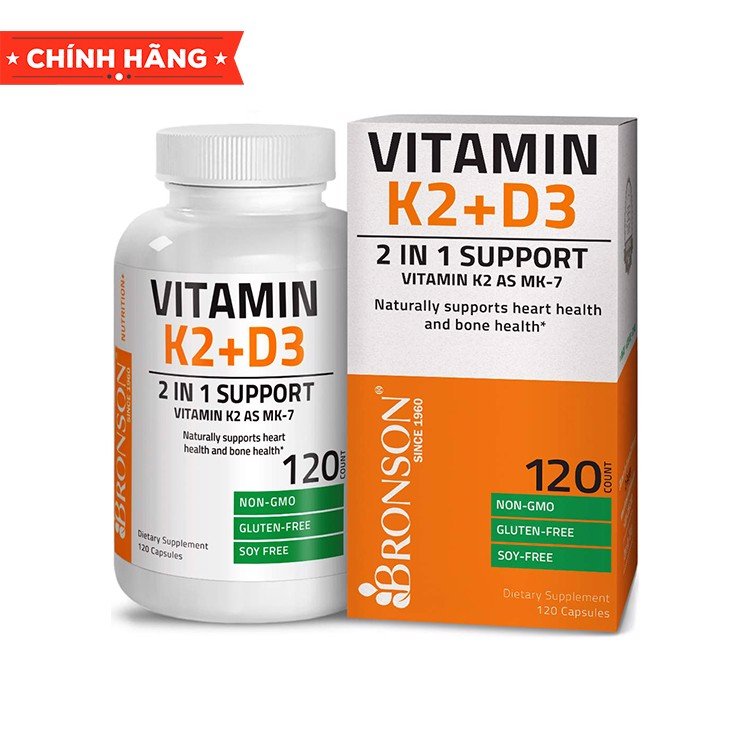 ★ CHÍNH HÃNG ★
VITAMIN
K2+D3
2 IN 1 SUPPORT
VITAMIN K2 AS MK-7
Naturally supports heart
health and bone health*
120 COUNT
NON-GMO
GLUTEN-FREE
SOY FREE
Dietary Supplement
120 Capsules
BRONSON
SINCE 1960
NUTRITION+
VITAMIN
K2+D3
2 IN 1 SUPPORT
VITAMIN K2 AS MK-7
Naturally supports heart health
and bone health*
BRONSON®
SINCE 1960
120 COUNT
NON-GMO
GLUTEN-FREE
SOY-FREE
Dietary Supplement
120 Capsules